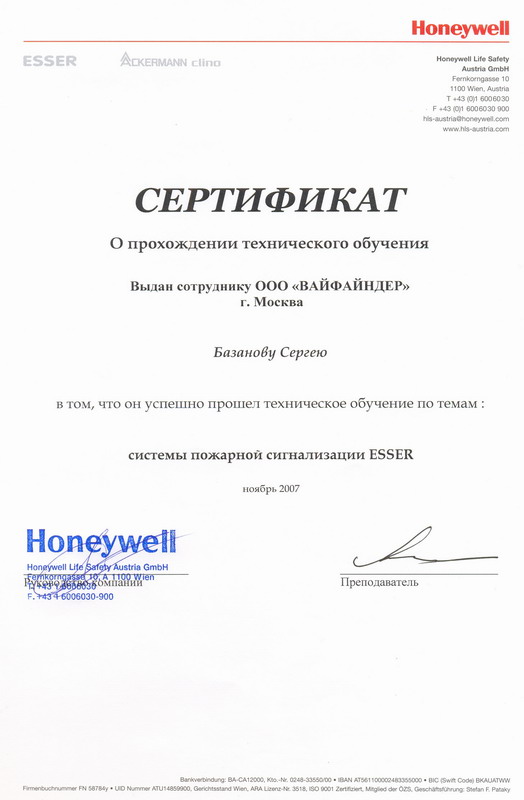 Honeywell
ESSER
ACKERMANN clino
Honeywell Life Safety
Austria GmbH
Fernkorngasse 10
1100 Wien, Austria
T +43 (0)1 6006030
F +43 (0)1 6006030 900
hls-austria@honeywell.com
www.hls-austria.com
СЕРТИФИКАТ
О прохождении технического обучения
Выдан сотруднику ООО «ВАЙФАЙНДЕР»
г. Москва
Базанову Сергею
в том, что он успешно прошел техническое обучение по темам :
системы пожарной сигнализации ESSER
ноябрь 2007
Honeywell
Honeywell Life Safety Austria GmbH
Fernkorngasse 10, A 1100 Wien
T. +43 1 6006030
F. +43 1 6006030-900
Руководство компании
Преподаватель
Bankverbindung: BA-CA12000, Kto.-Nr. 0248-33550/00 • IBAN AT561100002483355000 • BIC (Swift Code) BKAUATWW
Firmenbuchnummer FN 58784y • UID Nummer ATU14859900, Gerichtsstand Wien, ARA Lizenz-Nr. 3518, ISO 9001 Zertifiziert, Mitglied der ÖZS, Geschäftsführung: Stefan F. Pataky